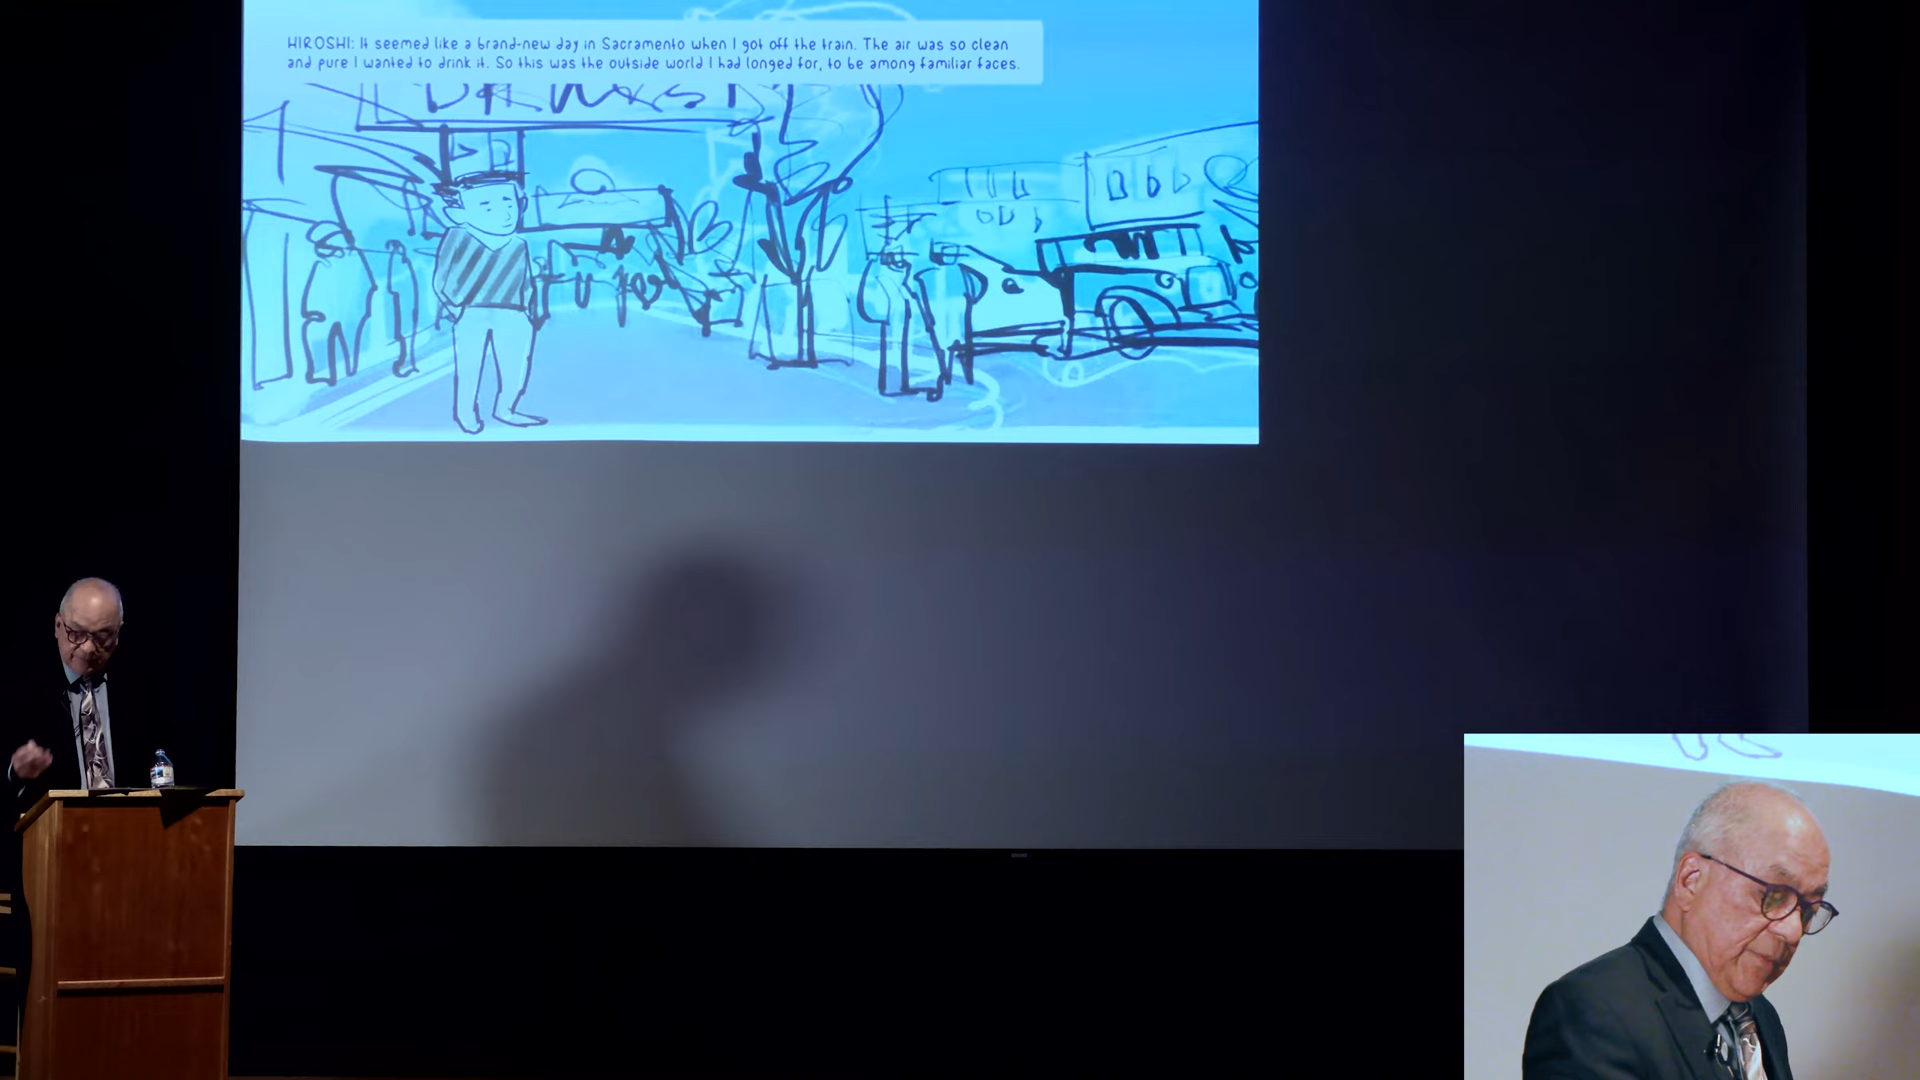 HIROSHI: It seemed like a brand-new day in Sacramento when I got off the train. The air was so clean
and pure I wanted to drink it. So this was the outside world I had longed for, to be among familiar faces.